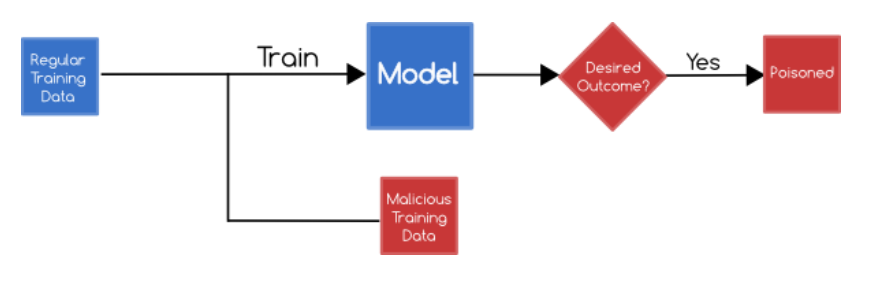 Regular
Training
Data
Train
Model
Desired
Outcome?
Yes
Poisoned
Malicious
Training
Data